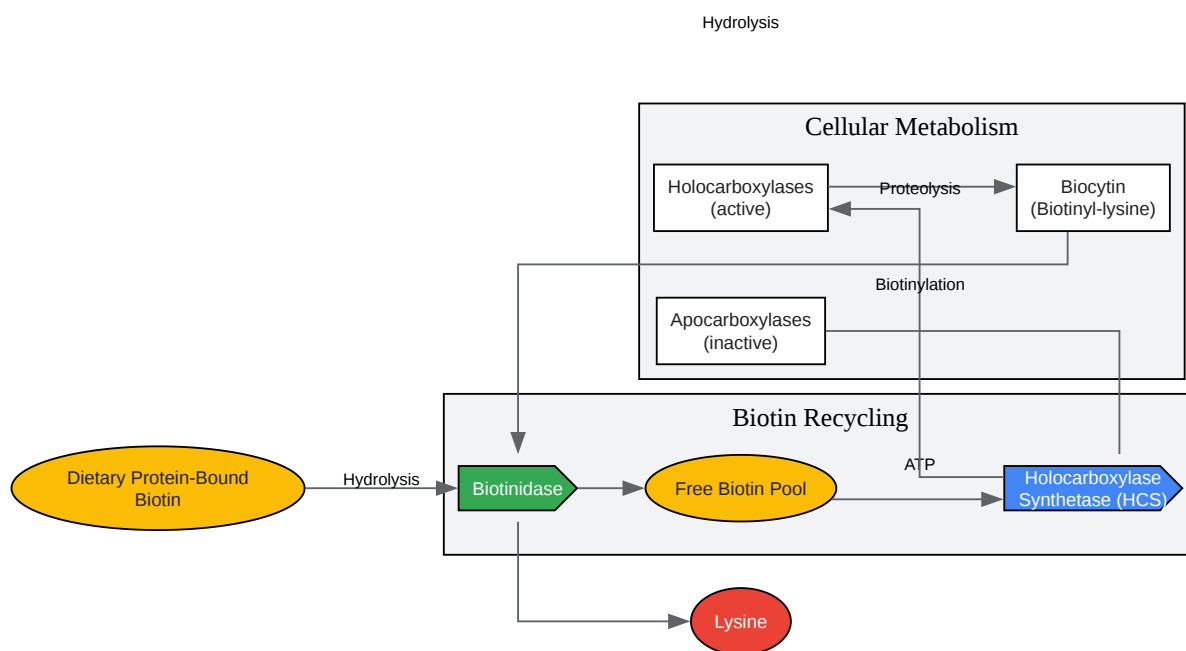 Hydrolysis
Cellular Metabolism
Holocarboxylases
(active)
Proteolysis
Biocytin
(Biotinyl-lysine)
Biotinylation
Apocarboxylases
(inactive)
Biotin Recycling
Dietary Protein-Bound
Biotin
Hydrolysis
Biotinidase
Free Biotin Pool
ATP
Holocarboxylase
Synthetase (HCS)
Lysine